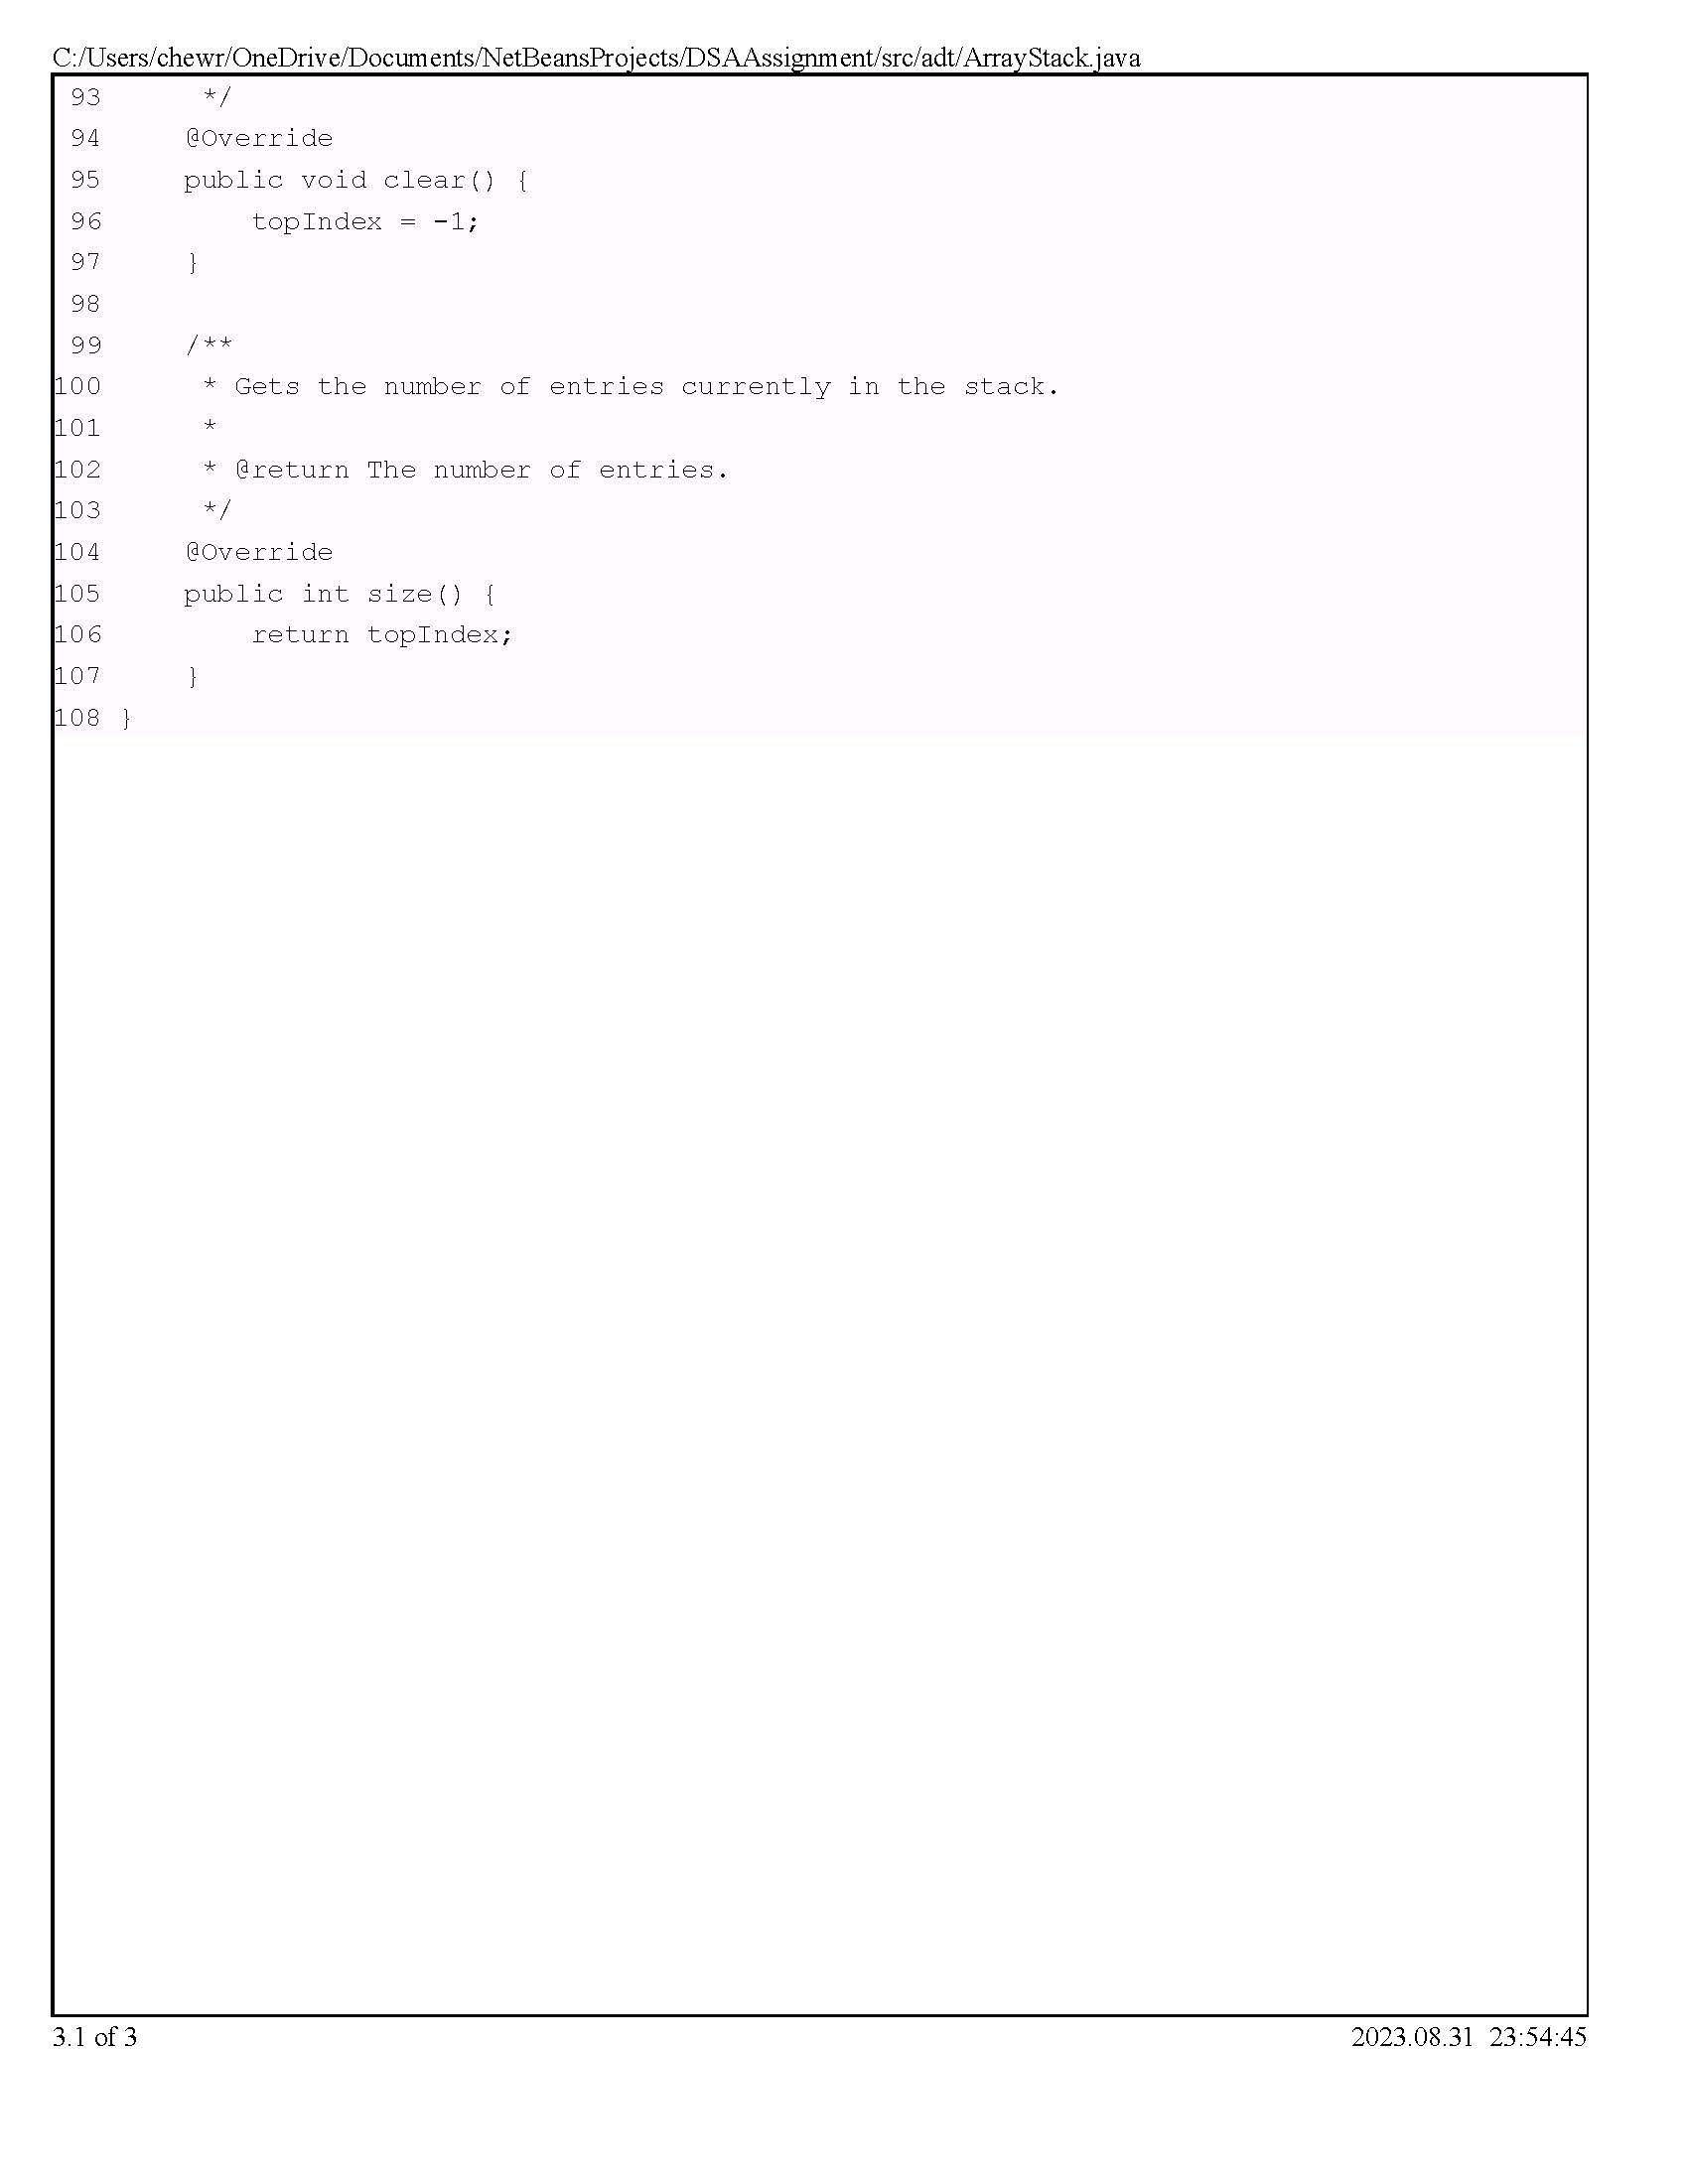 C:/Users/chewr/OneDrive/Documents/NetBeansProjects/DSAAssignment/src/adt/ArrayStack.java
93      */
94     @Override
95     public void clear() {
96         topIndex = -1;
97     }
98
99     /**
100      * Gets the number of entries currently in the stack.
101      *
102      * @return The number of entries.
103      */
104     @Override
105     public int size() {
106         return topIndex;
107     }
108 }
3.1 of 3
2023.08.31 23:54:45